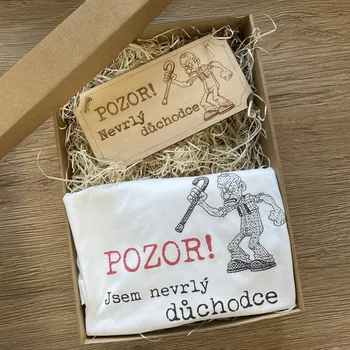 POZOR!
Nevrlý
důchodce
POZOR!
Jsem nevrlý
důchodce